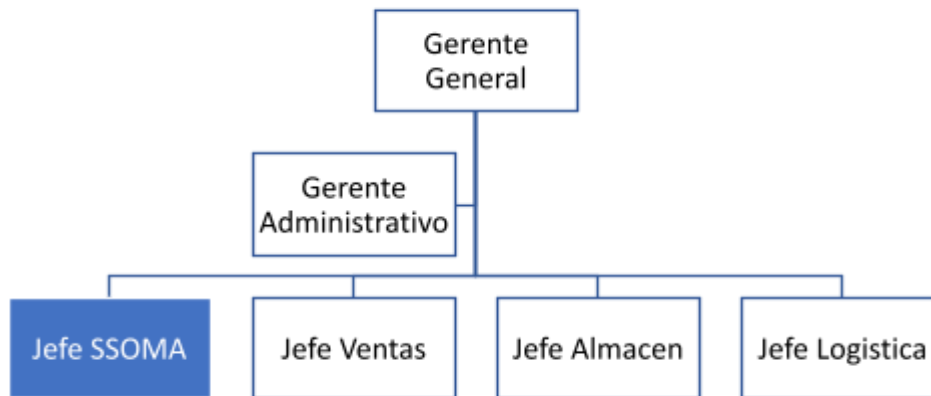 Gerente
General
Gerente
Administrativo
Jefe SSOMA
Jefe Ventas
Jefe Almacen
Jefe Logistica